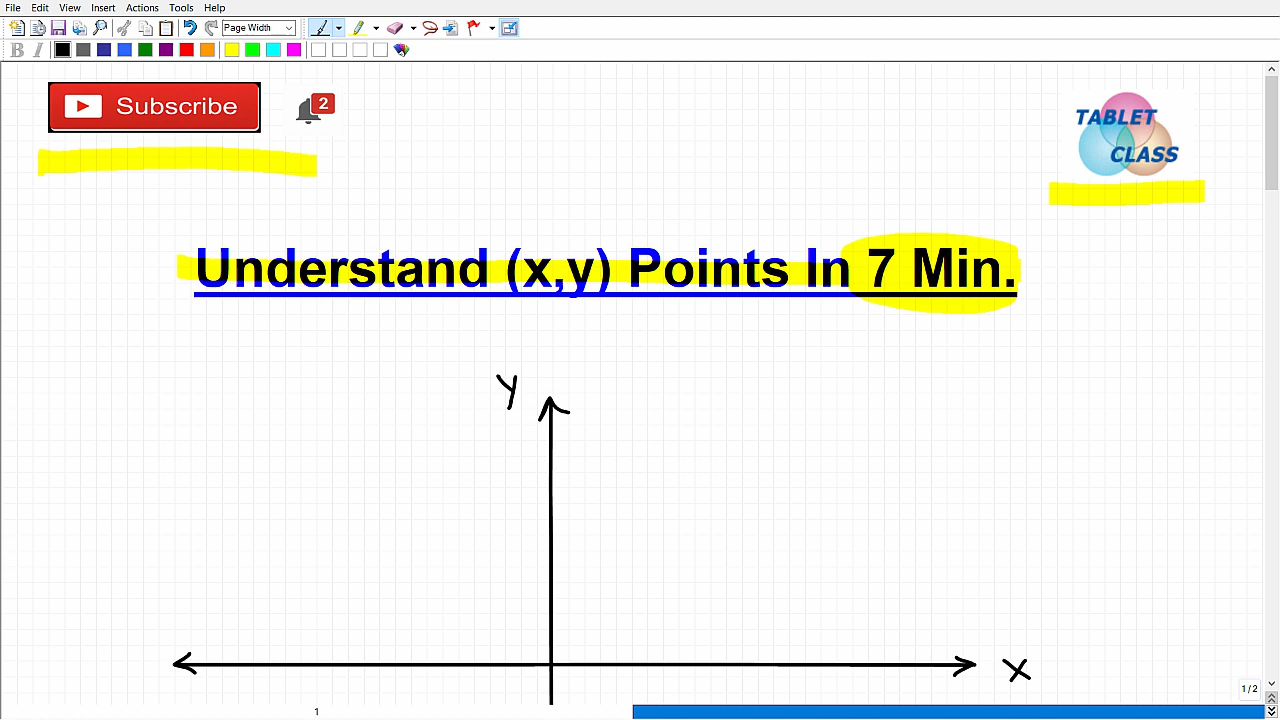 File Edit View Insert Actions Tools Help
Page Width
B I
Subscribe 2
TABLET
CLASS
Understand (x,y) Points In 7 Min.
y
x
1/2
1